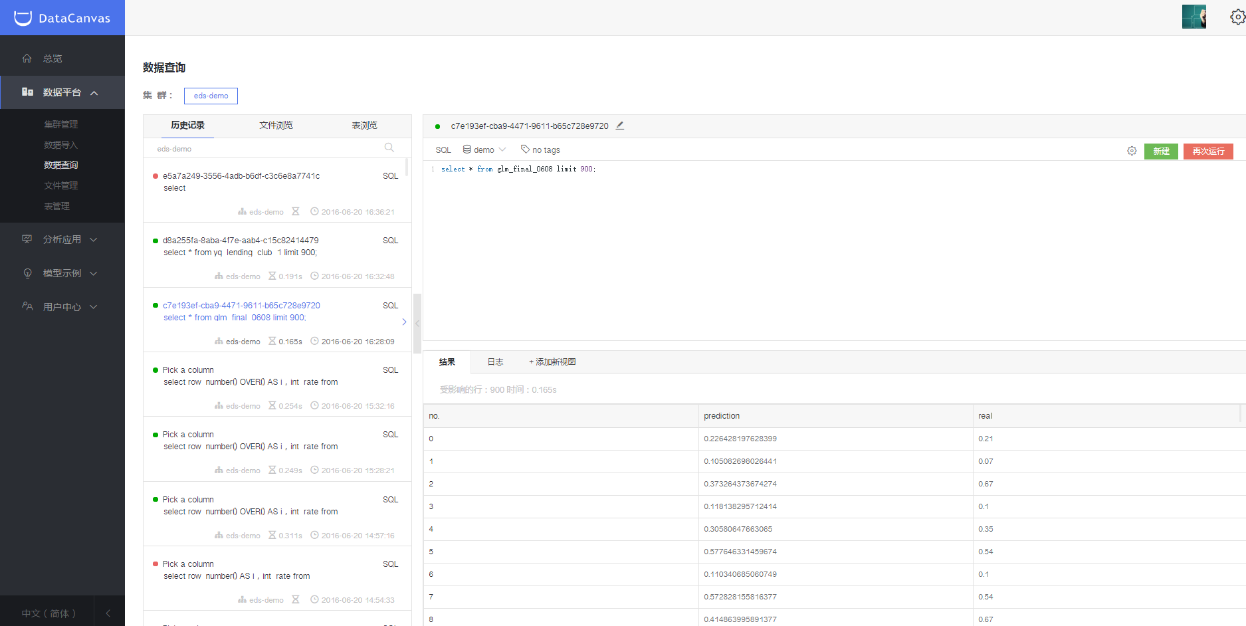 DataCanvas
总览
数据平台
集群管理
数据导入
数据查询
文件管理
表管理
分析应用
模型示例
用户中心
中文（简体）
数据查询
集 群：
eds-demo
历史记录 文件浏览 表浏览
eds-demo
e5a7a249-3556-4adb-b6df-c3c6e8a7741c SQL
select
eds-demo 2016-06-20 16:36:21
d8a255fa-8aba-4f7e-aab4-c15c82414479 SQL
select * from yq_lending_club_1 limit 900;
eds-demo 0.191s 2016-06-20 16:32:48
c7e193ef-cba9-4471-9611-b65c728e9720 SQL
select * from glm_final_0608 limit 900;
eds-demo 0.165s 2016-06-20 16:28:09
Pick a column SQL
select row_number() OVER() AS i , int_rate from
eds-demo 0.254s 2016-06-20 15:32:16
Pick a column SQL
select row_number() OVER() AS i , int_rate from
eds-demo 0.249s 2016-06-20 15:28:21
Pick a column SQL
select row_number() OVER() AS i , int_rate from
eds-demo 0.311s 2016-06-20 14:57:16
Pick a column SQL
select row_number() AS i , int_rate from
eds-demo 2016-06-20 14:54:33
c7e193ef-cba9-4471-9611-b65c728e9720
SQL demo no tags
新建 再次运行
1 select * from glm_final_0608 limit 900;
结果 日志 + 添加新视图
受影响的行：900 时间：0.165s
no. prediction real
0 0.226428197628399 0.21
1 0.105082698026441 0.07
2 0.373264373674274 0.67
3 0.118138295712414 0.1
4 0.30580647663065 0.35
5 0.577646331459674 0.54
6 0.110340685060749 0.1
7 0.572828155816377 0.54
8 0.414863995891377 0.67